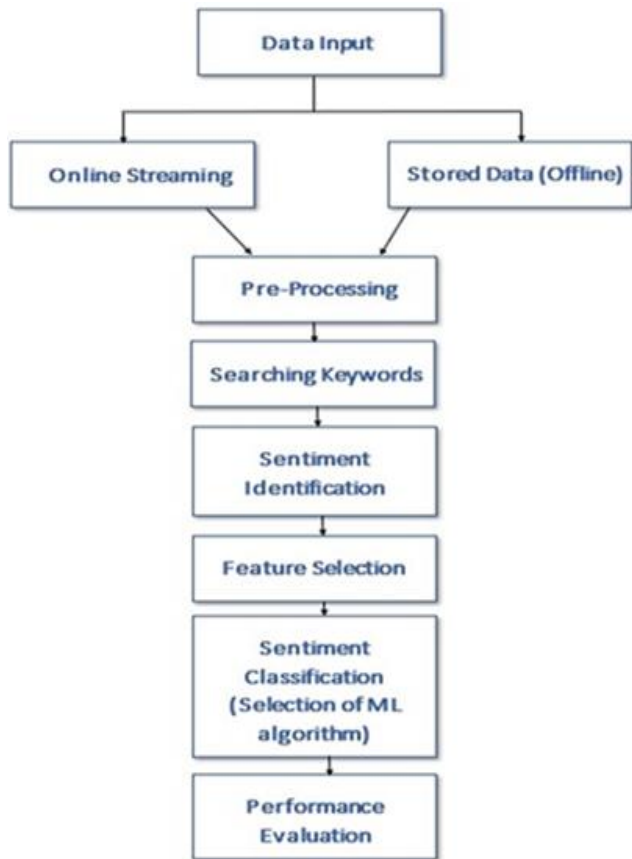 Data Input
Online Streaming
Stored Data (Offline)
Pre-Processing
Searching Keywords
Sentiment
Identification
Feature Selection
Sentiment
Classification
(Selection of ML
algorithm)
Performance
Evaluation